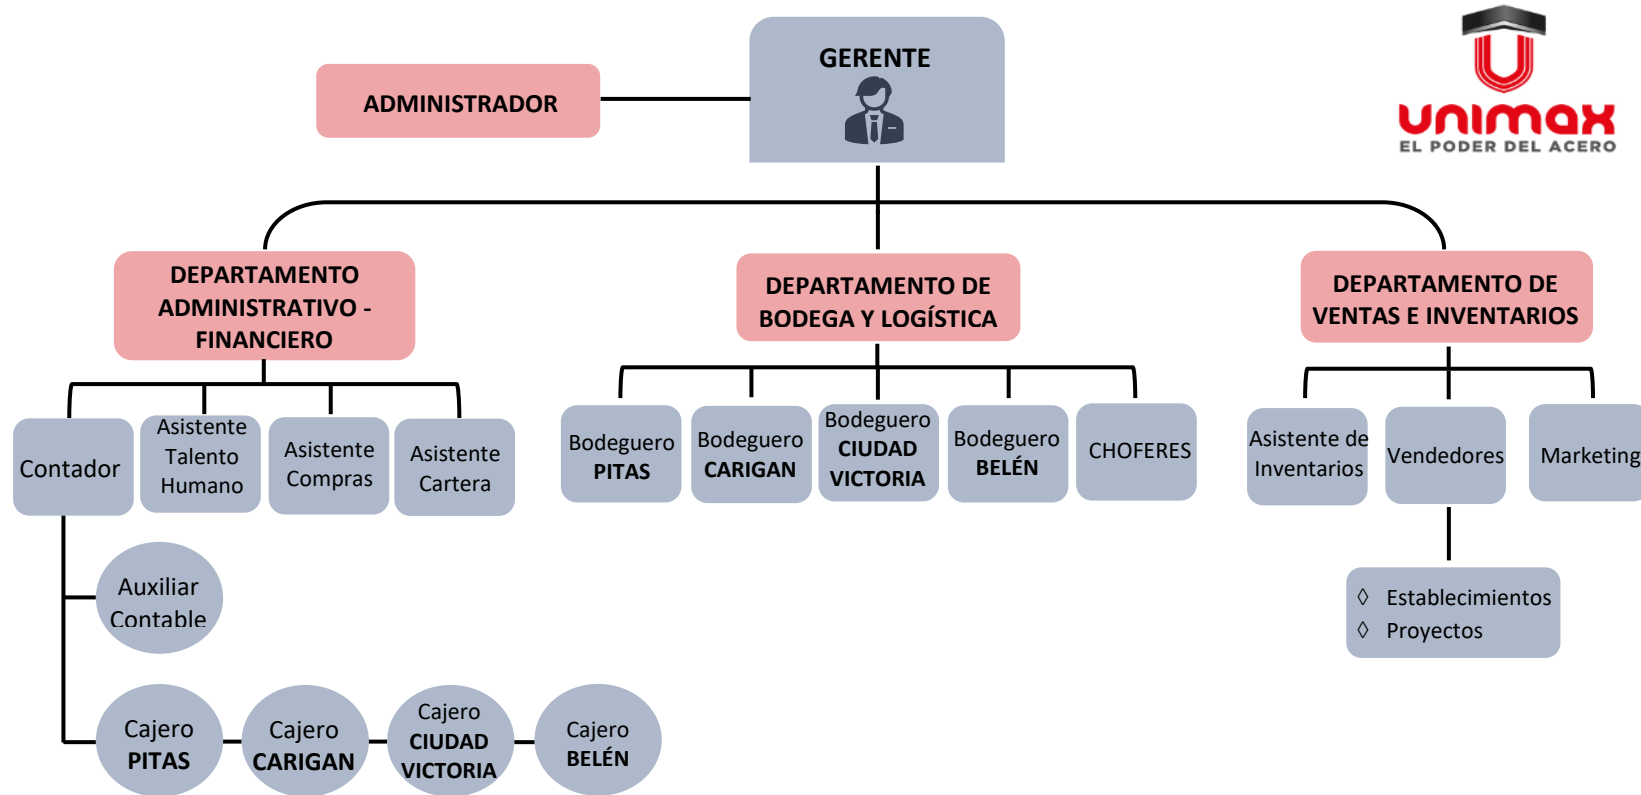 GERENTE
ADMINISTRADOR
UNIMAX
EL PODER DEL ACERO
DEPARTAMENTO
ADMINISTRATIVO -
FINANCIERO
DEPARTAMENTO DE
BODEGA Y LOGÍSTICA
DEPARTAMENTO DE
VENTAS E INVENTARIOS
Contador
Asistente
Talento
Humano
Asistente
Compras
Asistente
Cartera
Bodeguero
PITAS
Bodeguero
CARIGAN
Bodeguero
CIUDAD
VICTORIA
Bodeguero
BELÉN
CHOFERES
Asistente de
Inventarios
Vendedores
Marketing
Auxiliar
Contable
◊ Establecimientos
◊ Proyectos
Cajero
PITAS
Cajero
CARIGAN
Cajero
CIUDAD
VICTORIA
Cajero
BELÉN